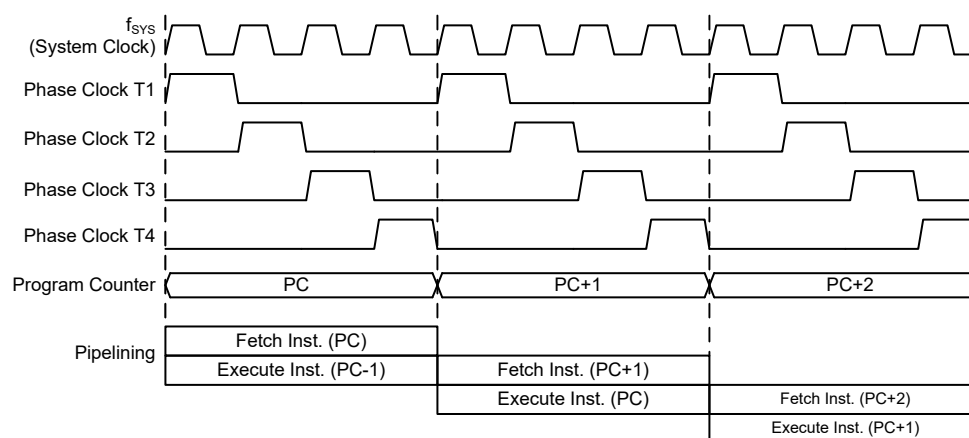 fSYS
(System Clock)
Phase Clock T1
Phase Clock T2
Phase Clock T3
Phase Clock T4
Program Counter PC PC+1 PC+2
Pipelining
Fetch Inst. (PC)
Execute Inst. (PC-1) Fetch Inst. (PC+1)
Execute Inst. (PC) Fetch Inst. (PC+2)
Execute Inst. (PC+1)